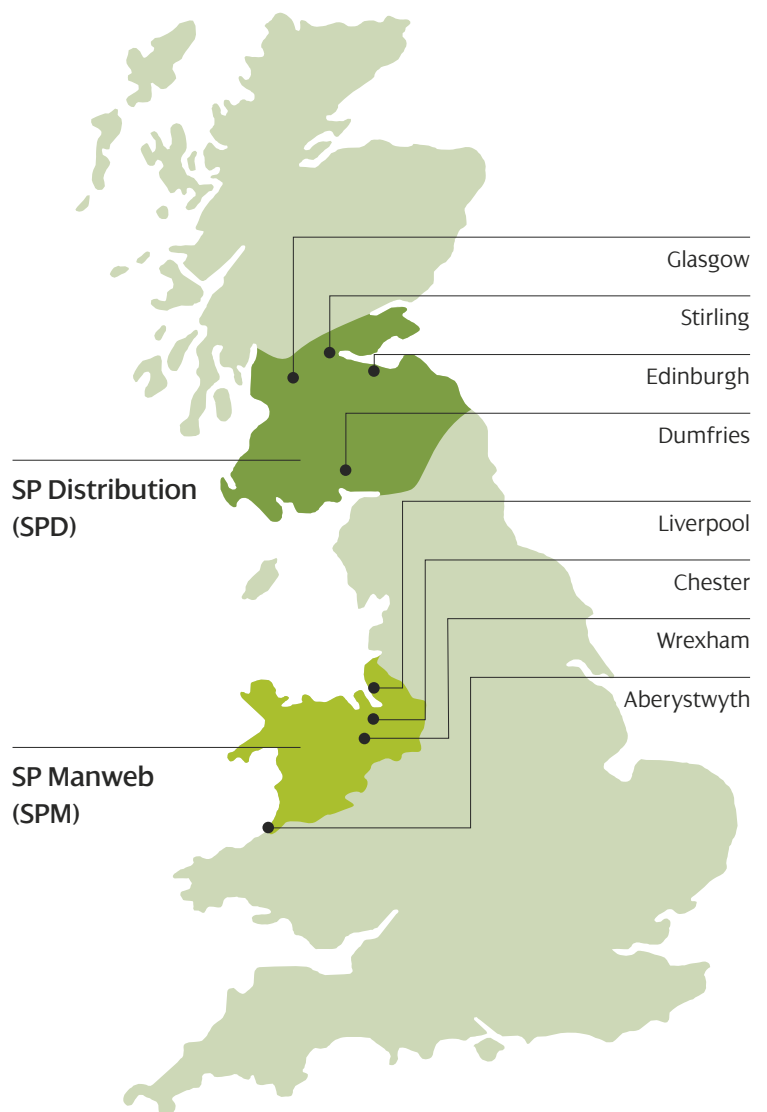 Glasgow
Stirling
Edinburgh
Dumfries
SP Distribution
(SPD)
Liverpool
Chester
Wrexham
Aberystwyth
SP Manweb
(SPM)